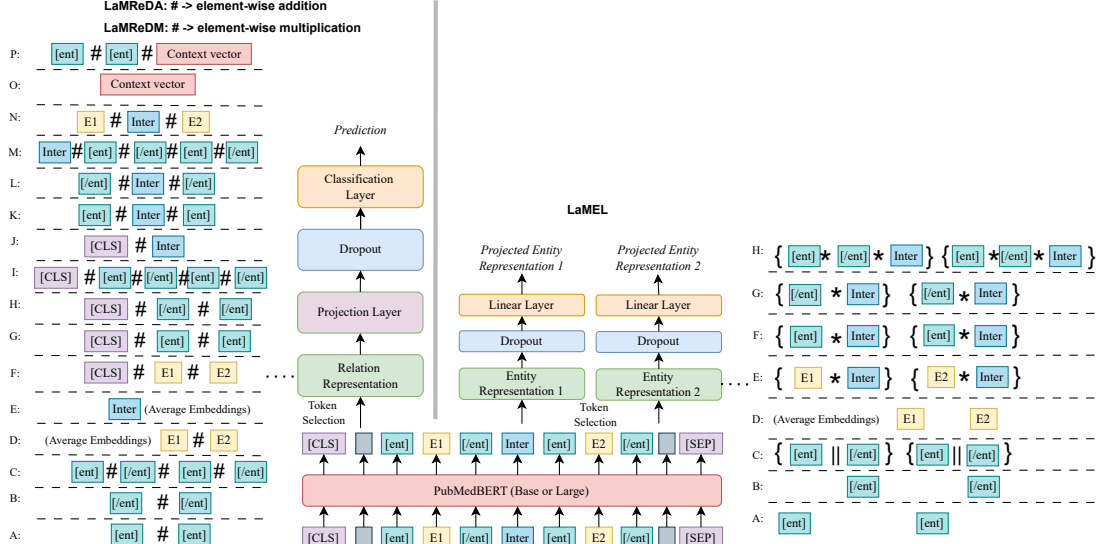 LaMReDA: # -> element-wise addition
LaMReDM: # -> element-wise multiplication
P: [ent] # [ent] # Context vector
O: Context vector
N: E1 # Inter # E2
M: Inter # [ent] # [/ent] # [ent] # [/ent]
L: [/ent] # Inter # [/ent]
K: [ent] # Inter # [ent]
J: [CLS] # Inter
I: [CLS] # [ent] # [/ent] # [ent] # [/ent]
H: [CLS] # [/ent] # [/ent]
G: [CLS] # [ent] # [ent]
F: [CLS] # E1 # E2
E: Inter (Average Embeddings)
D: (Average Embeddings) E1 # E2
C: [ent] # [/ent] # [ent] # [/ent]
B: [/ent] # [/ent]
A: [ent] # [ent]
Prediction
Classification
Layer
Dropout
Projection Layer
Relation
Representation
Token
Selection
LaMEL
Projected Entity
Representation 1
Projected Entity
Representation 2
Linear Layer
Linear Layer
Dropout
Dropout
Entity
Representation 1
Entity
Representation 2
Token
Selection
[CLS] [ent] E1 [/ent] Inter [ent] E2 [/ent] [SEP]
PubMedBERT (Base or Large)
[CLS] [ent] E1 [/ent] Inter [ent] E2 [/ent] [SEP]
H: { [ent] * [/ent] * Inter } { [ent] * [/ent] * Inter }
G: { [/ent] * Inter } { [/ent] * Inter }
F: { [ent] * Inter } { [ent] * Inter }
E: { E1 * Inter } { E2 * Inter }
D: (Average Embeddings) E1 E2
C: { [ent] || [/ent] } { [ent] || [/ent] }
B: [/ent] [/ent]
A: [ent] [ent]